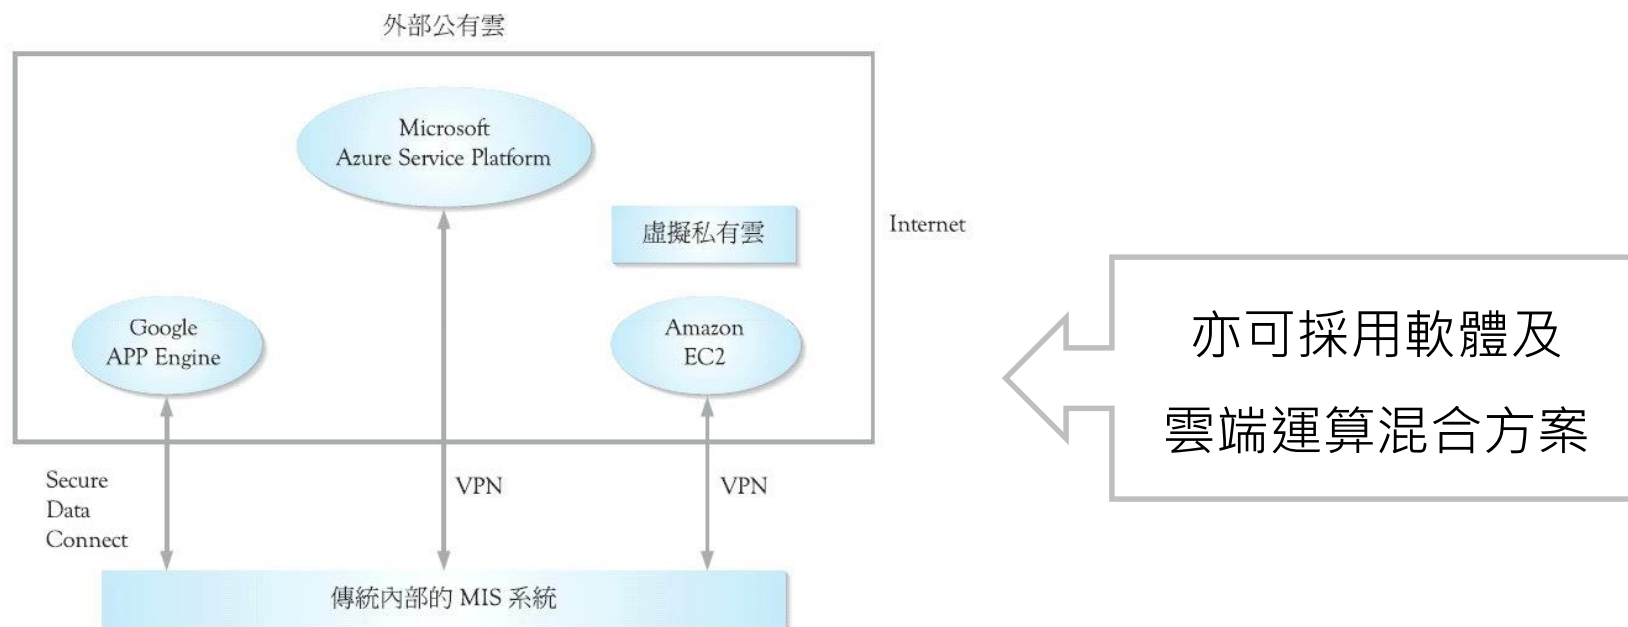 外部公有雲
Microsoft
Azure Service Platform
虛擬私有雲
Internet
Google
APP Engine
Amazon
EC2
Secure
Data
Connect
VPN
VPN
傳統內部的 MIS 系統
亦可採用軟體及
雲端運算混合方案